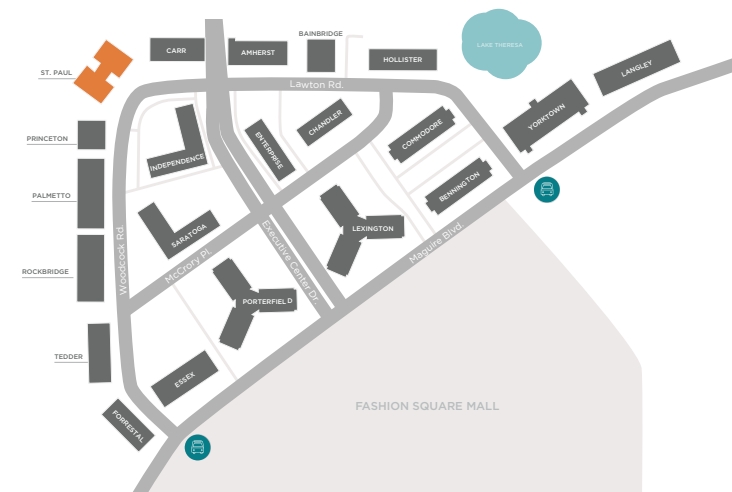 BAINBRIDGE
CARR
AMHERST
HOLLISTER
LAKE THERESA
LANGLEY
ST. PAUL
Lawton Rd.
YORKTOWN
CHANDLER
COMMODORE
PRINCETON
ENTERPRISE
INDEPENDENCE
PALMETTO
BENNINGTON
LEXINGTON
SARATOGA
Woodcock Rd.
McCrory Pl.
Executive Center Dr.
Maguire Blvd.
ROCKBRIDGE
PORTERFIELD
TEDDER
ESSEX
FASHION SQUARE MALL
FORRESTAL